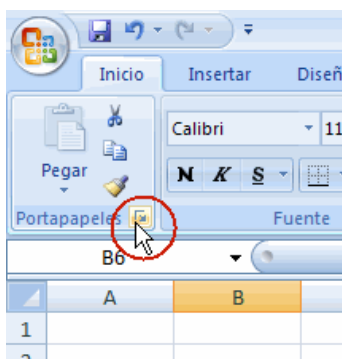 Inicio Insertar Diseñ
Calibri 11
Pegar
N K S
Portapapeles Fuente
B6
A B
1